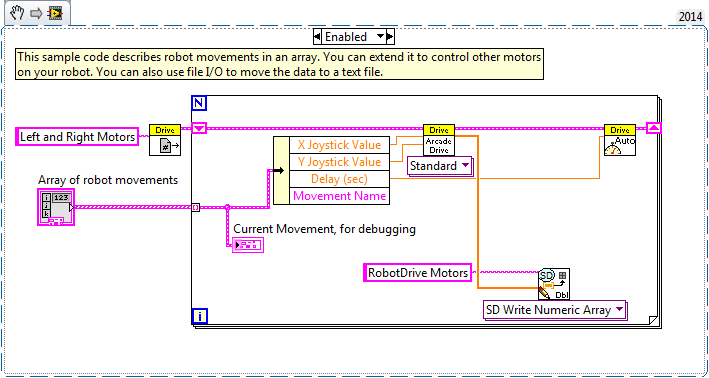 2014
Enabled
This sample code describes robot movements in an array. You can extend it to control other motors
on your robot. You can also use file I/O to move the data to a text file.
N
Left and Right Motors
Drive
#
X Joystick Value
Y Joystick Value
Delay (sec)
Movement Name
Drive
Arcade
Drive
Standard
Drive
Auto
Array of robot movements
i
j
k
123
Current Movement, for debugging
RobotDrive Motors
SD
Dbl
SD Write Numeric Array
i